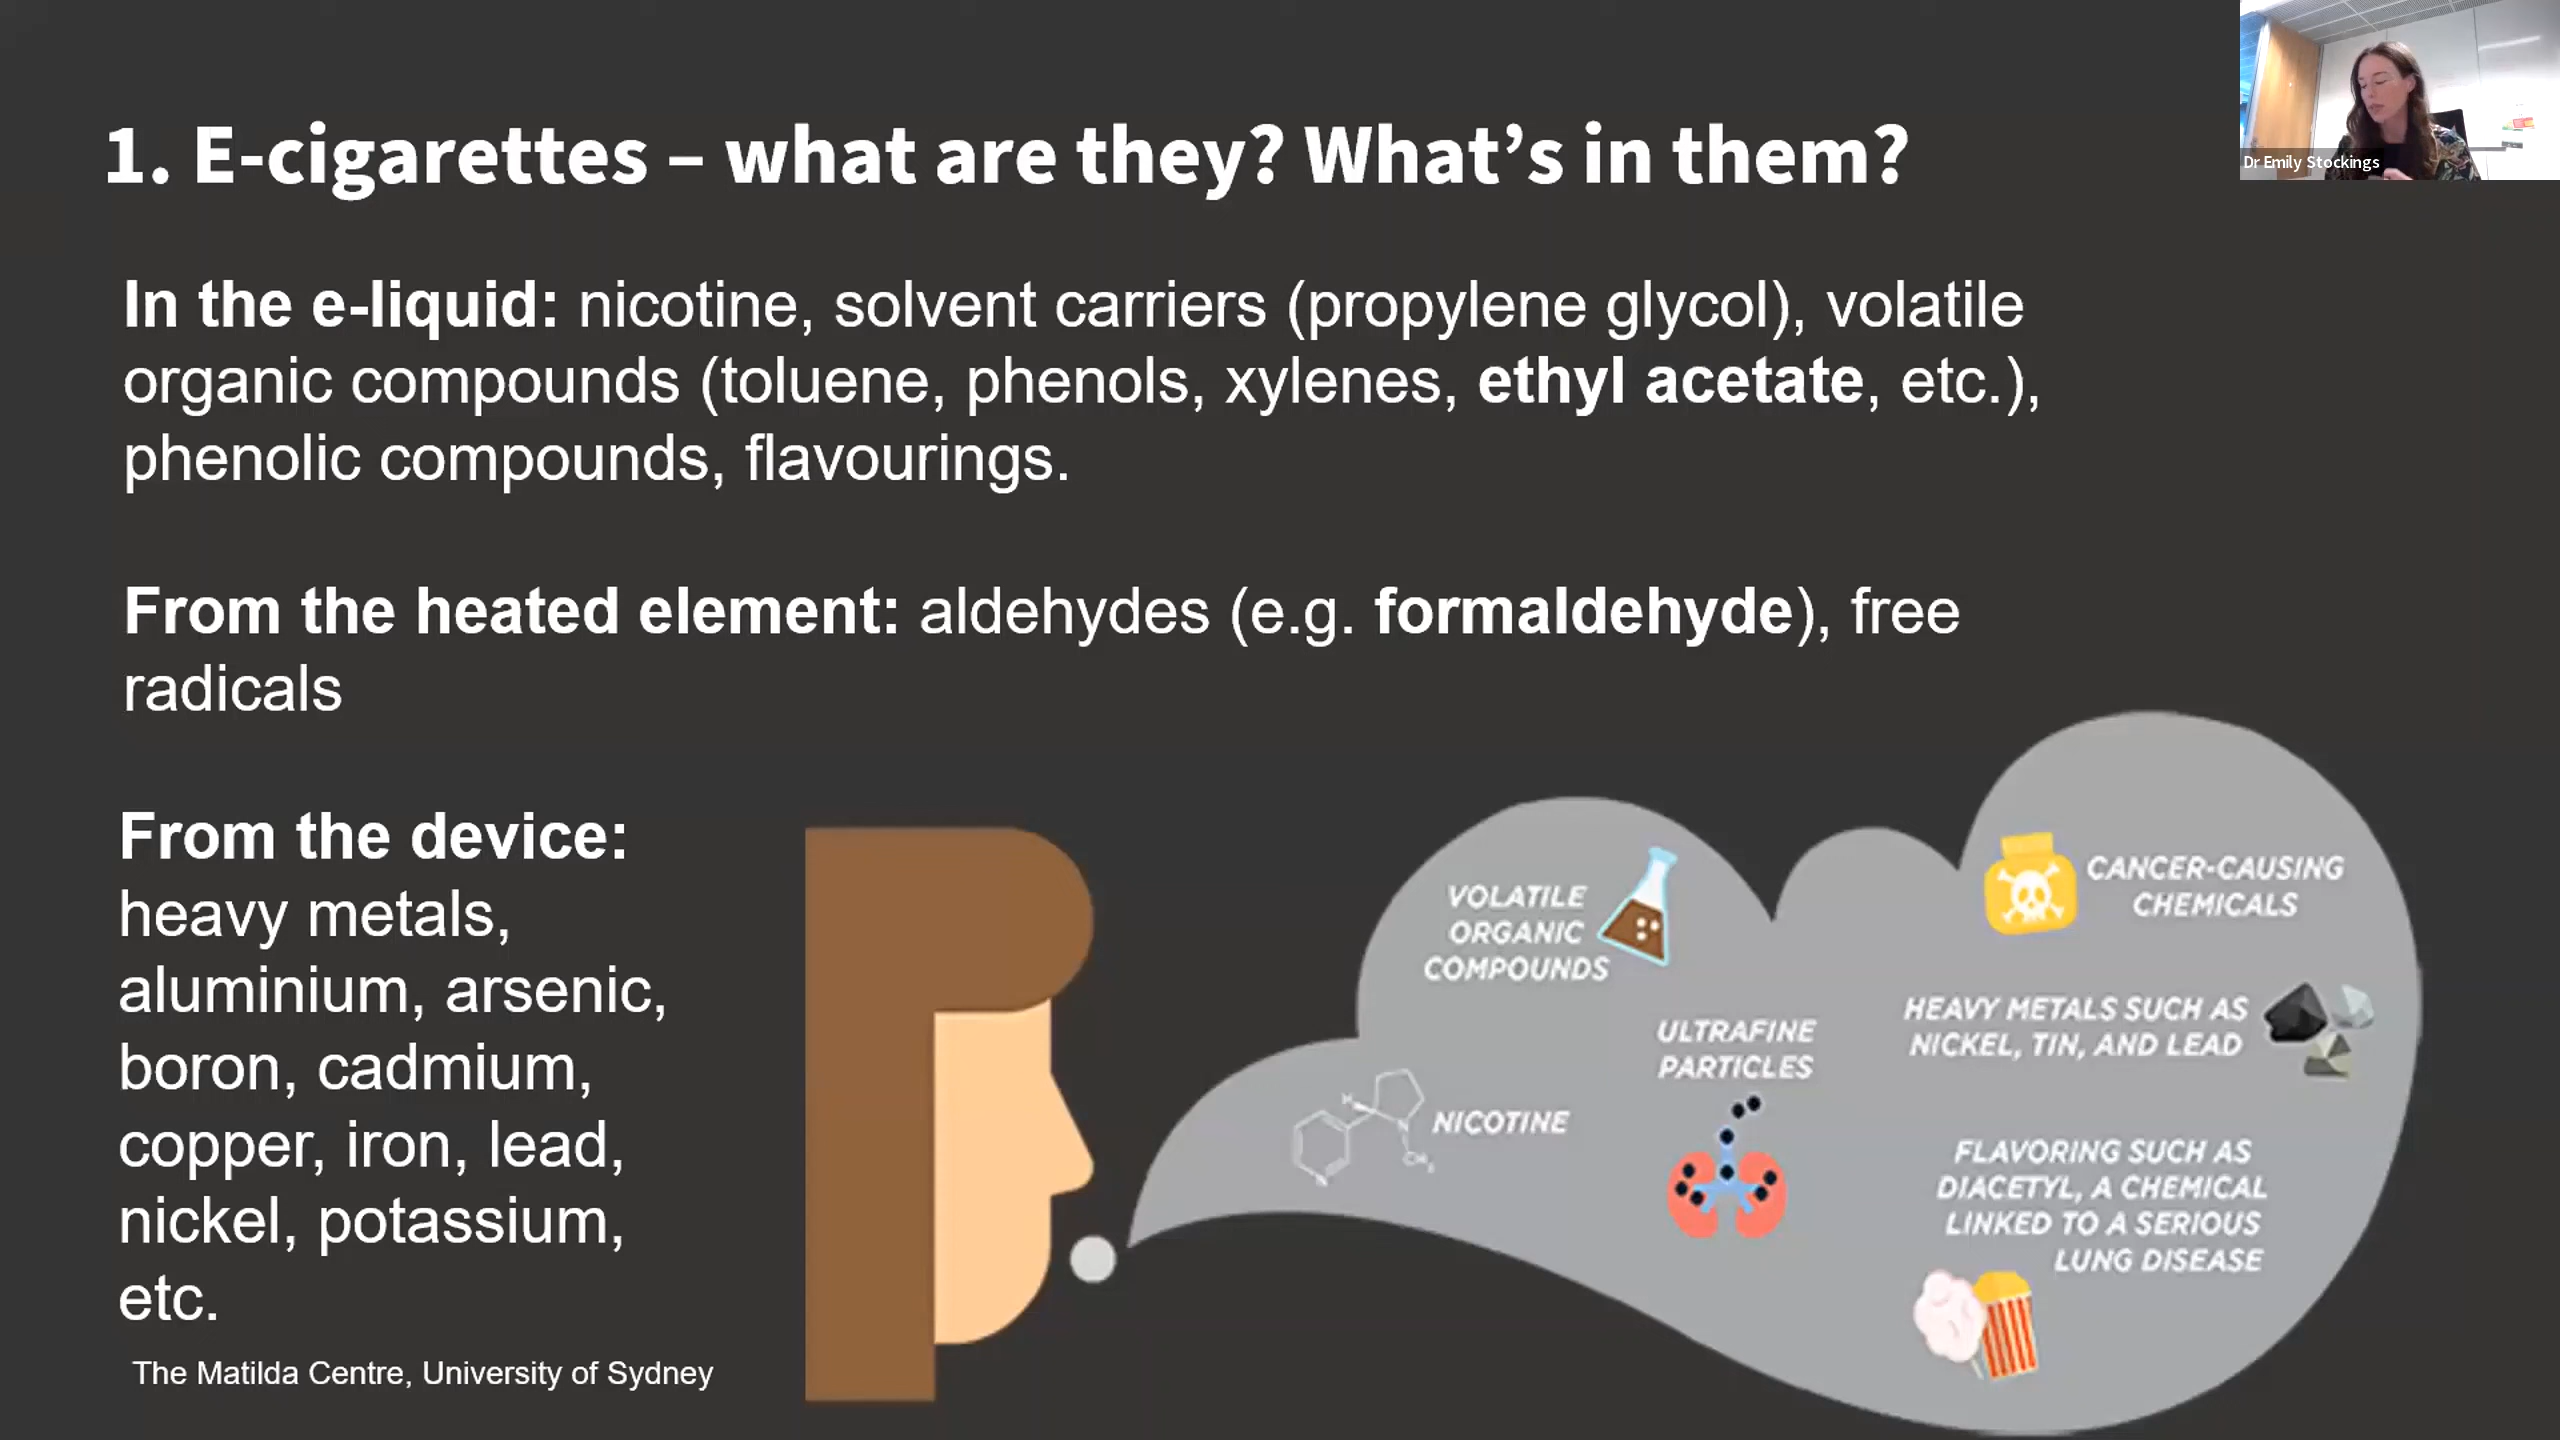 1. E-cigarettes – what are they? What’s in them?
Dr Emily Stockings
In the e-liquid: nicotine, solvent carriers (propylene glycol), volatile
organic compounds (toluene, phenols, xylenes, ethyl acetate, etc.),
phenolic compounds, flavourings.
From the heated element: aldehydes (e.g. formaldehyde), free
radicals
From the device:
heavy metals,
aluminium, arsenic,
boron, cadmium,
copper, iron, lead,
nickel, potassium,
etc.
The Matilda Centre, University of Sydney
VOLATILE
ORGANIC
COMPOUNDS
CANCER-CAUSING
CHEMICALS
HEAVY METALS SUCH AS
NICKEL, TIN, AND LEAD
ULTRAFINE
PARTICLES
H
N
N
CH3
NICOTINE
FLAVORING SUCH AS
DIACETYL, A CHEMICAL
LINKED TO A SERIOUS
LUNG DISEASE